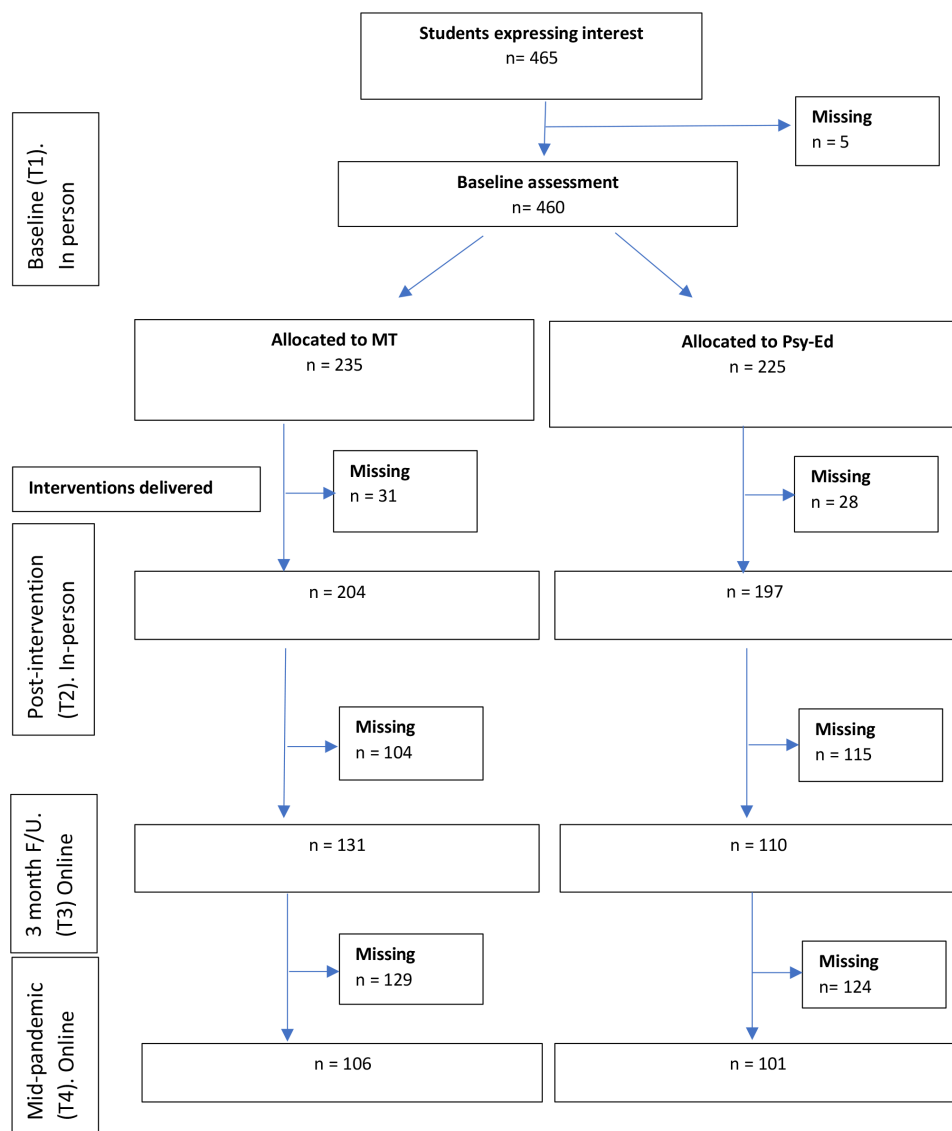 Students expressing interest
n= 465
Missing
n = 5
Baseline (T1).
In person
Baseline assessment
n= 460
Allocated to MT
n = 235
Allocated to Psy-Ed
n = 225
Interventions delivered
Missing
n = 31
Missing
n = 28
Post-intervention
(T2). In-person
n = 204
n = 197
Missing
n = 104
Missing
n = 115
3 month F/U.
(T3) Online
n = 131
n = 110
Missing
n = 129
Missing
n= 124
Mid-pandemic
(T4). Online
n = 106
n = 101